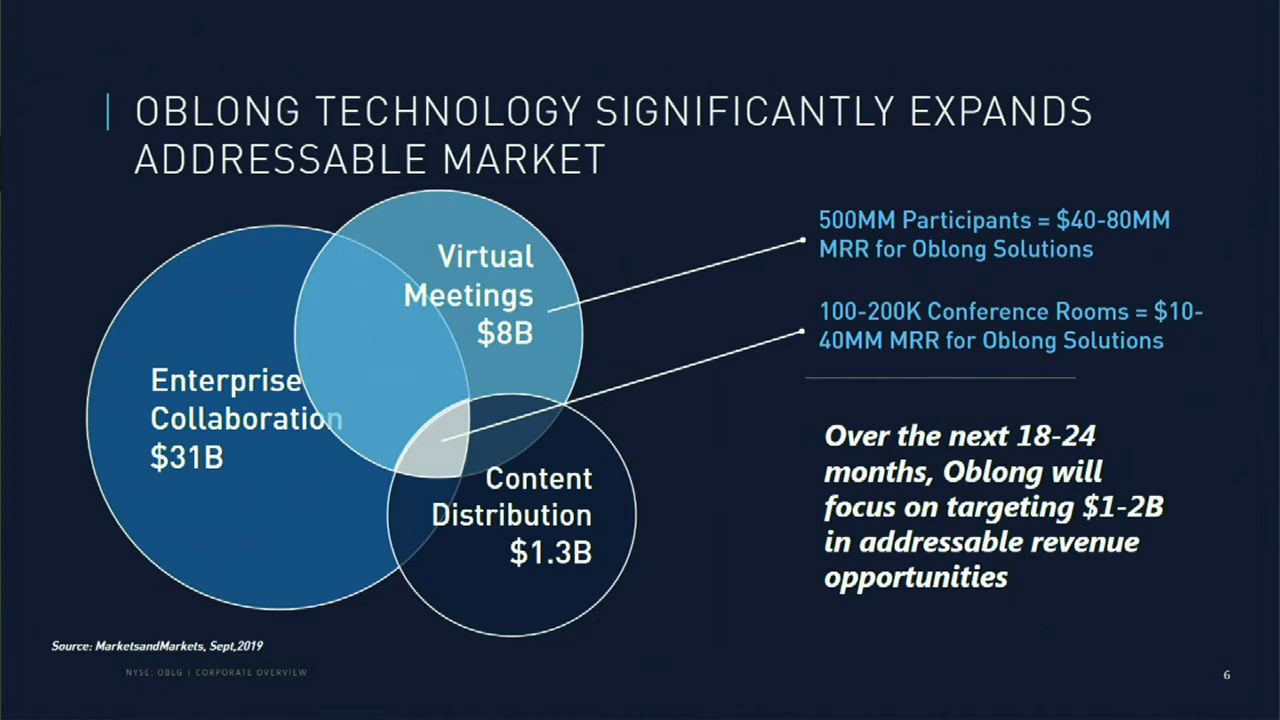 OBLONG TECHNOLOGY SIGNIFICANTLY EXPANDS
ADDRESSABLE MARKET
Virtual
Meetings
$8B
Enterprise
Collaboration
$31B
Content
Distribution
$1.3B
500MM Participants = $40-80MM
MRR for Oblong Solutions
100-200K Conference Rooms = $10-
40MM MRR for Oblong Solutions
Over the next 18-24
months, Oblong will
focus on targeting $1-2B
in addressable revenue
opportunities
Source: MarketsandMarkets, Sept,2019
NYSE: OBLG | CORPORATE OVERVIEW
6